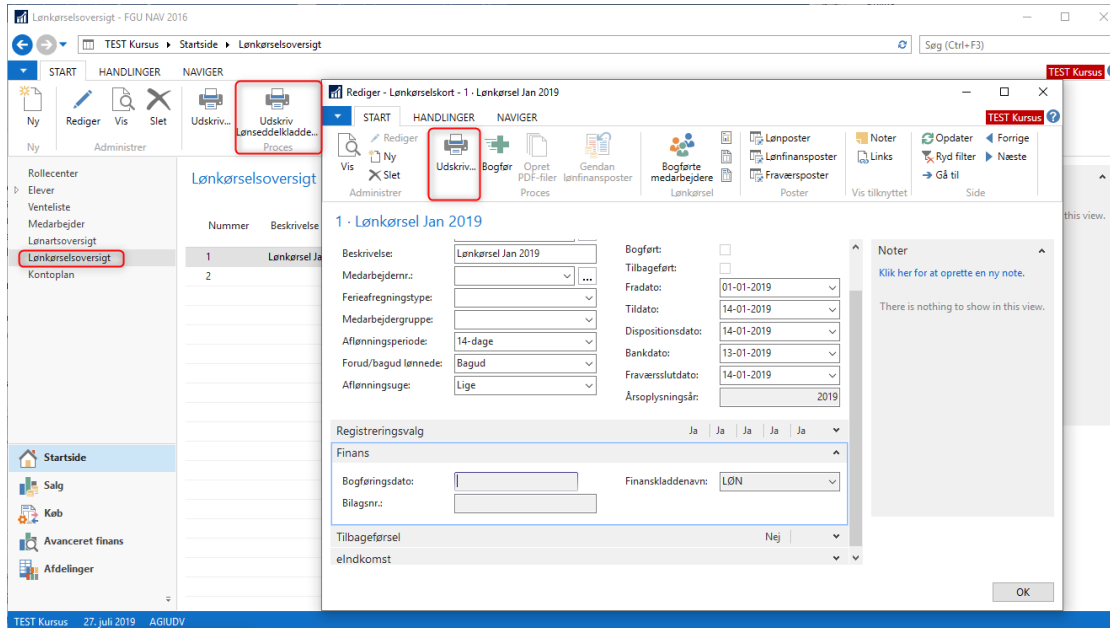 Lønkørselsoversigt - FGU NAV 2016
TEST Kursus
Startside
Lønkørselsoversigt
Søg (Ctrl+F3)
START HANDLINGER NAVIGER
TEST Kursus
Ny
Rediger
Vis
Slet
Udskriv...
Udskriv
Lønseddelkladde...
Ny
Administrer
Proces
Rollecenter
Elever
Venteliste
Medarbejder
Lønartsoversigt
Lønkørselsoversigt
Kontoplan
Lønkørselsoversigt
Nummer Beskrivelse
1 Lønkørsel Ja
2
this view.
Startside
Salg
Køb
Avanceret finans
Afdelinger
TEST Kursus 27. juli 2019 AGIUDV
Rediger - Lønkørselskort - 1 · Lønkørsel Jan 2019
START HANDLINGER NAVIGER
TEST Kursus
Vis
Rediger
Ny
Slet
Administrer
Udskriv...
Bogfør
Opret
PDF-filer
Gendan
lønfinansposter
Proces
Bogførte
medarbejdere
Lønkørsel
Lønposter
Lønfinansposter
Fraværsposter
Poster
Noter
Links
Vis tilknyttet
Opdater
Ryd filter
Gå til
Forrige
Næste
Side
1 · Lønkørsel Jan 2019
Beskrivelse: Lønkørsel Jan 2019
Medarbejdernr.: ...
Ferieafregningstype:
Medarbejdergruppe:
Aflønningsperiode: 14-dage
Forud/bagud lønnede: Bagud
Aflønningsuge: Lige
Bogført:
Tilbageført:
Fradato: 01-01-2019
Tildato: 14-01-2019
Dispositionsdato: 14-01-2019
Bankdato: 13-01-2019
Fraværsslutdato: 14-01-2019
Årsoplysningsår: 2019
Registreringsvalg Ja Ja Ja Ja Ja
Finans
Bogføringsdato:
Bilagsnr.:
Finanskladdenavn: LØN
Tilbageførsel Nej
eIndkomst
Noter
Klik her for at oprette en ny note.
There is nothing to show in this view.
OK